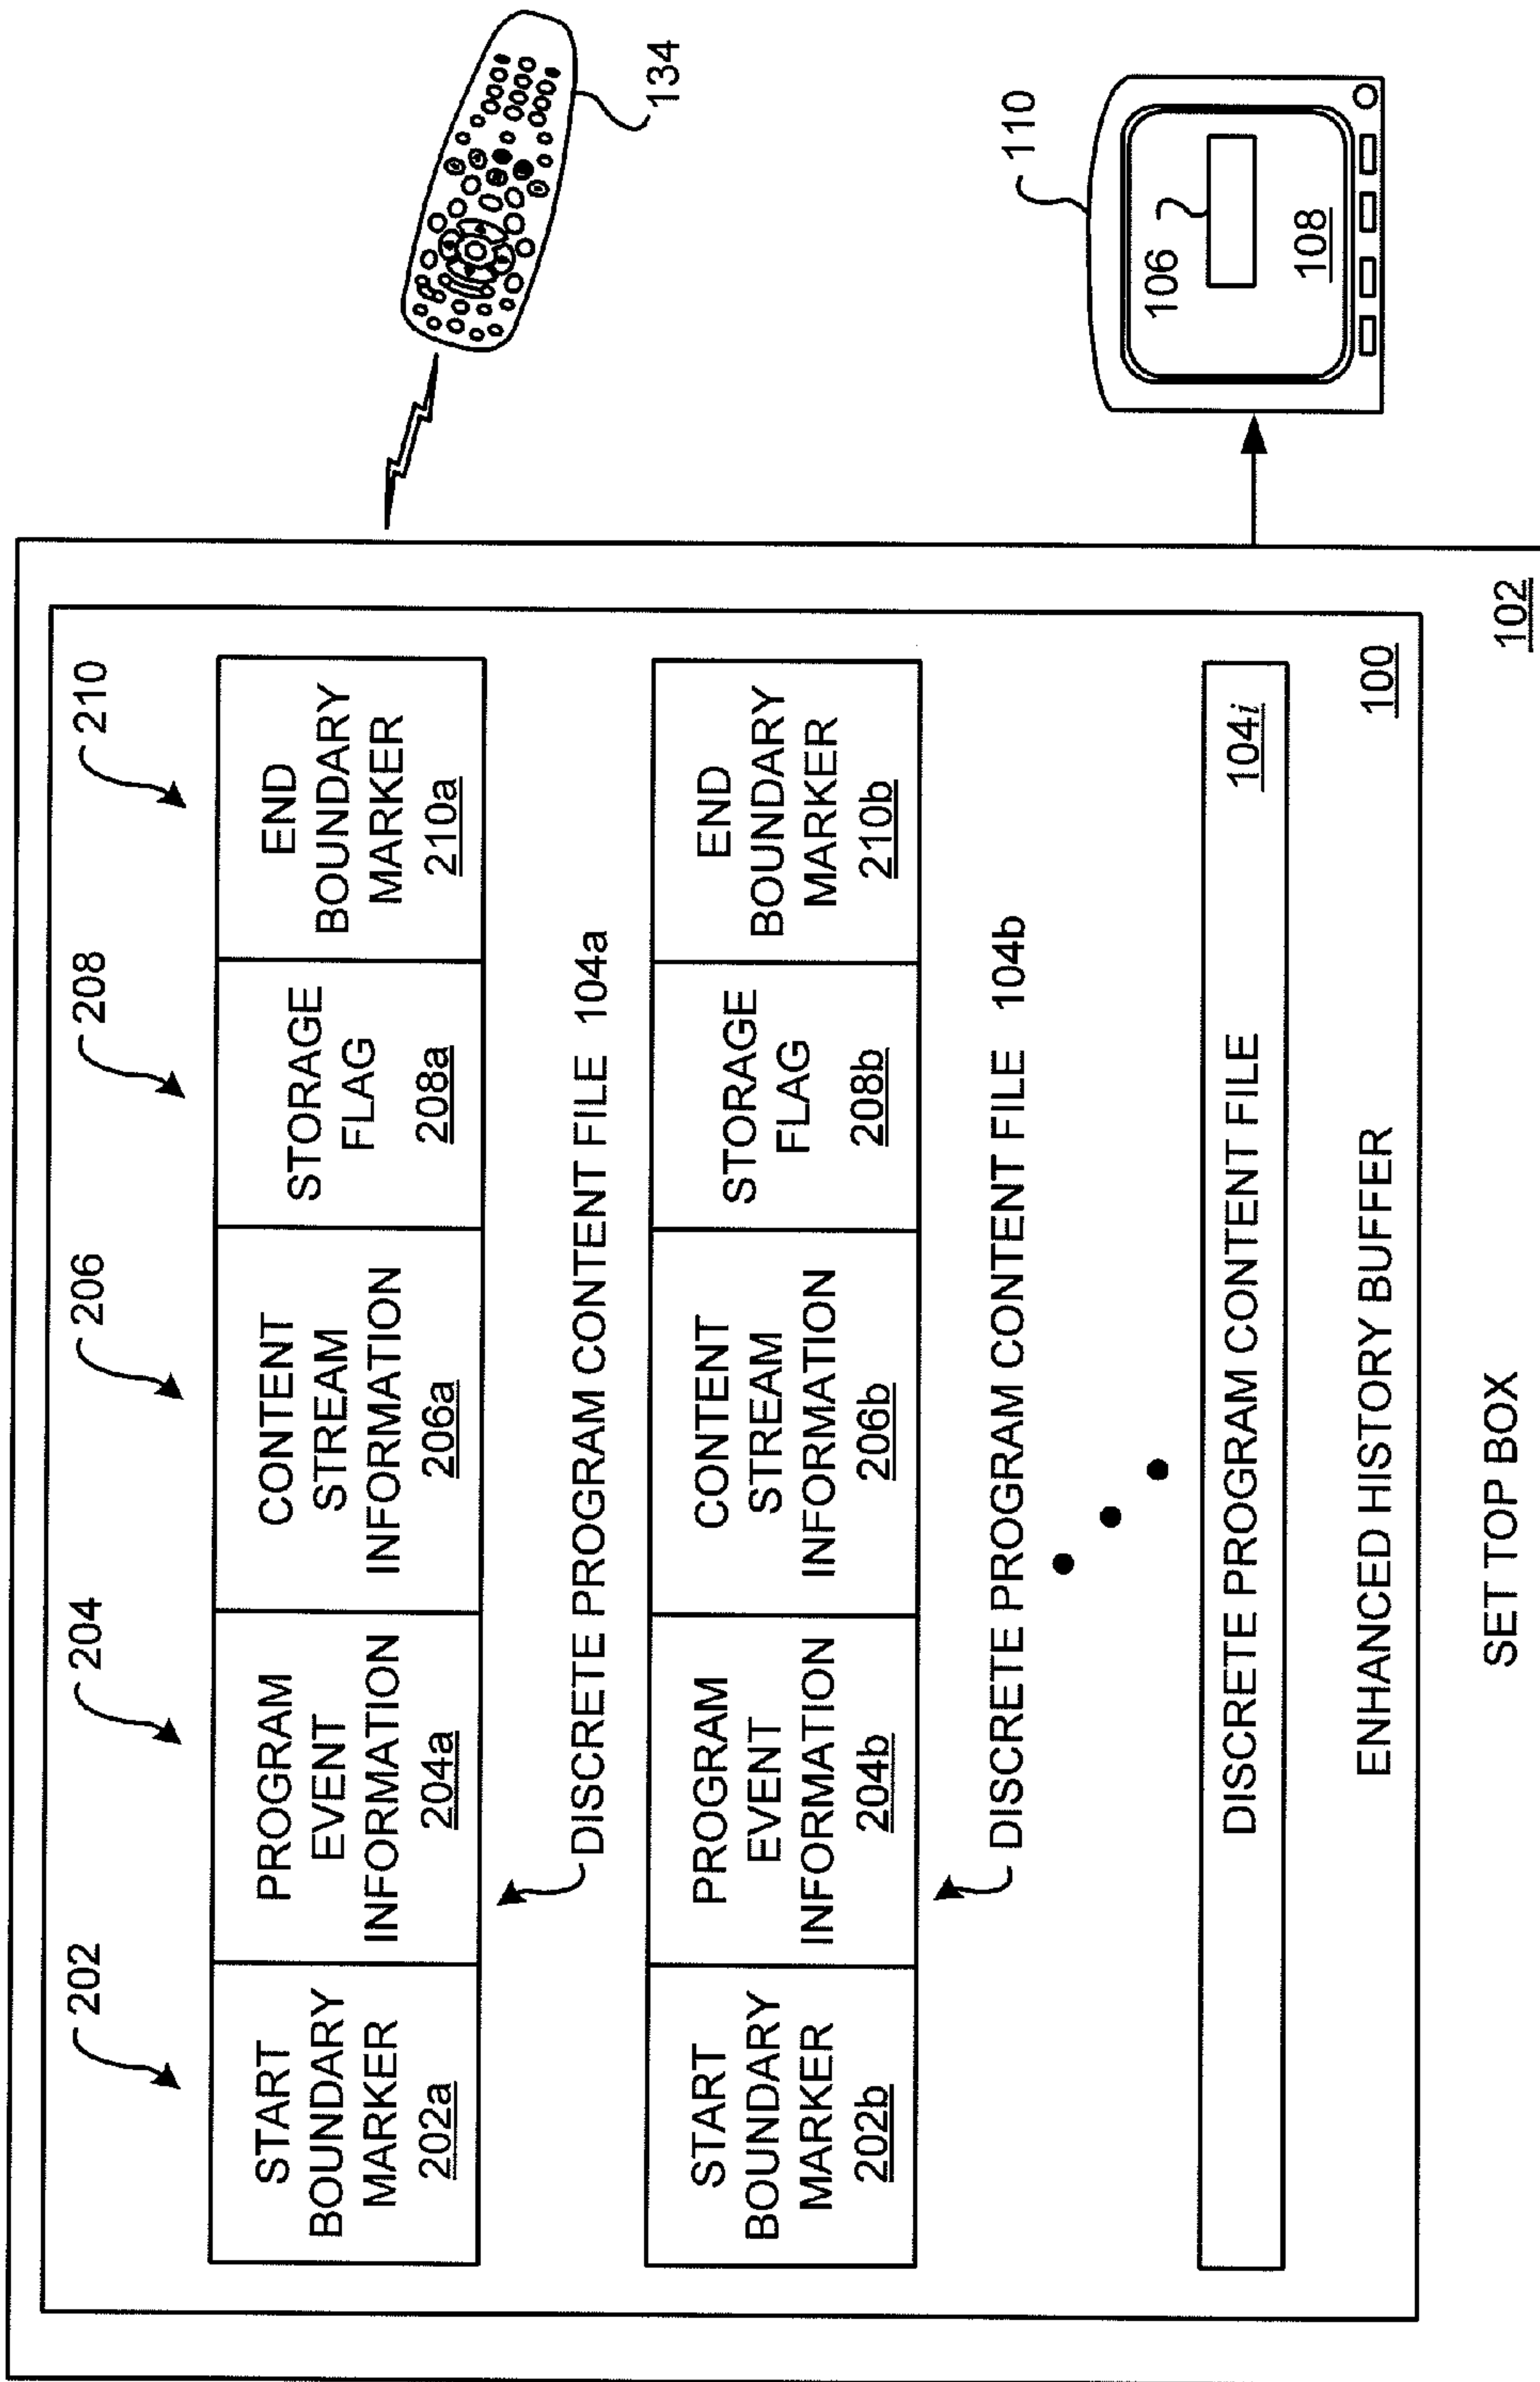 202
204
206
208
210
START
BOUNDARY
MARKER
202a
PROGRAM
EVENT
INFORMATION
204a
CONTENT
STREAM
INFORMATION
206a
STORAGE
FLAG
208a
END
BOUNDARY
MARKER
210a
DISCRETE PROGRAM CONTENT FILE 104a
START
BOUNDARY
MARKER
202b
PROGRAM
EVENT
INFORMATION
204b
CONTENT
STREAM
INFORMATION
206b
STORAGE
FLAG
208b
END
BOUNDARY
MARKER
210b
DISCRETE PROGRAM CONTENT FILE 104b
DISCRETE PROGRAM CONTENT FILE 104i
ENHANCED HISTORY BUFFER 100
SET TOP BOX 102
134
110
106
108